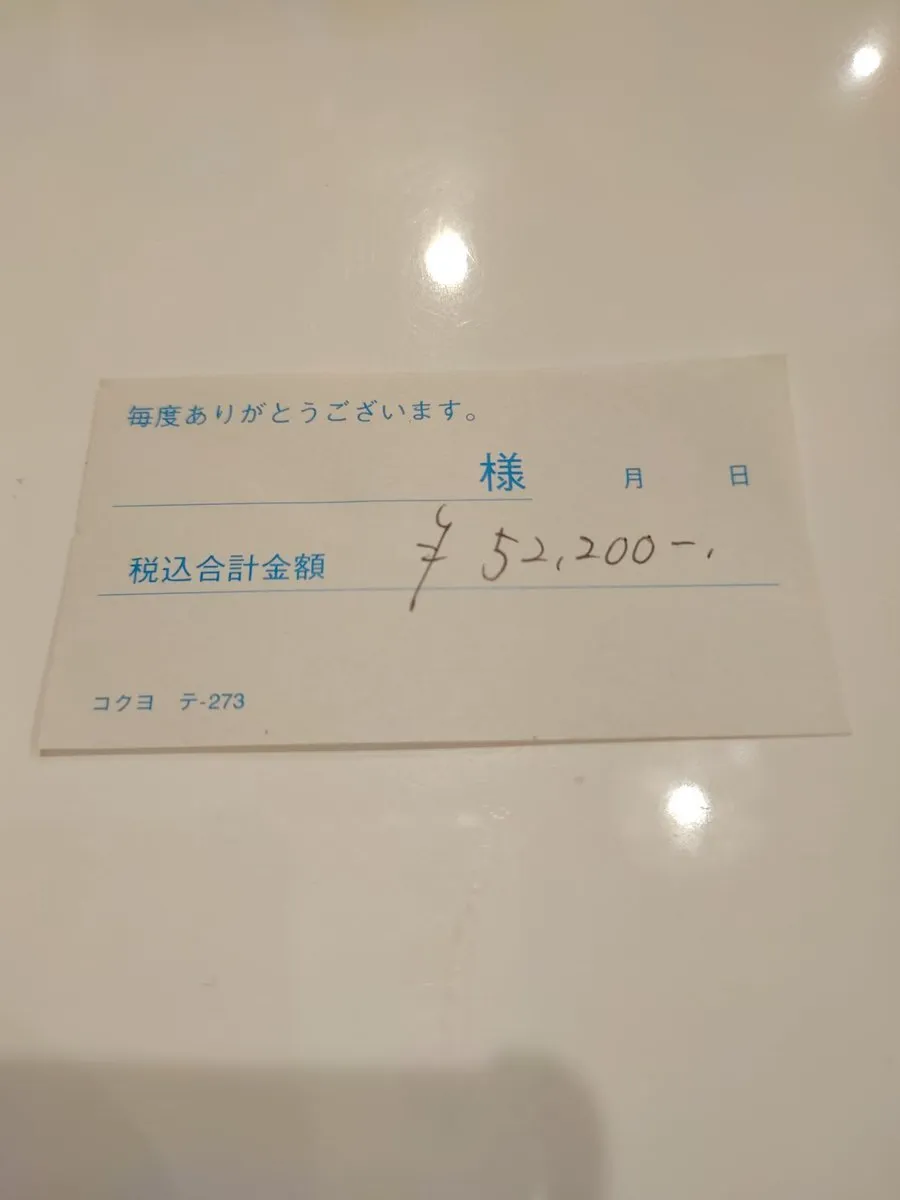 毎度ありがとうございます。
様 月 日
税込合計金額 ¥52,200-.
コクヨ テ-273